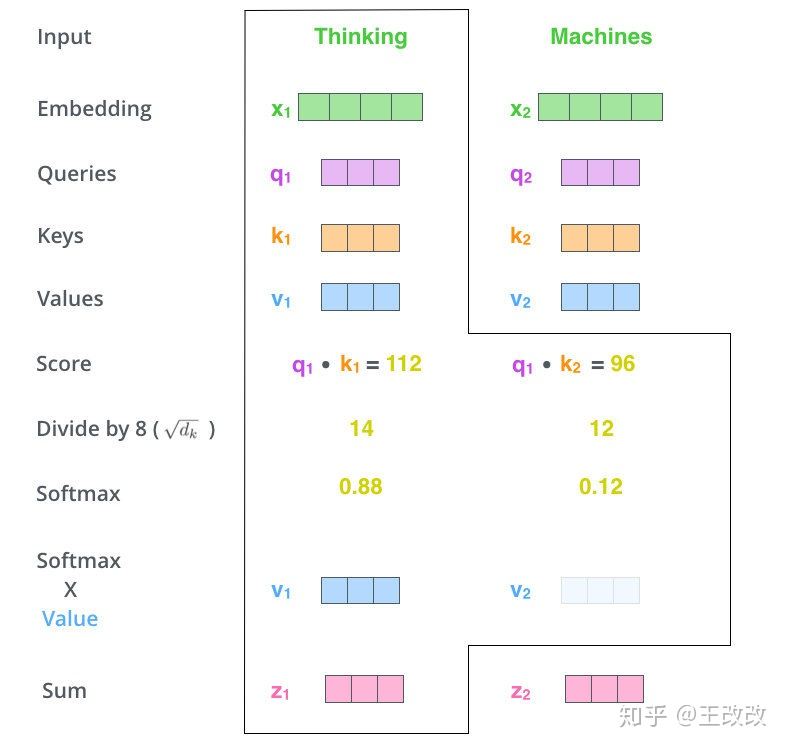 Input Thinking Machines
Embedding x1 x2
Queries q1 q2
Keys k1 k2
Values v1 v2
Score q1 • k1 = 112 q1 • k2 = 96
Divide by 8 ( √dk ) 14 12
Softmax 0.88 0.12
Softmax
X v1 v2
Value
Sum z1 z2
知乎 @王改改